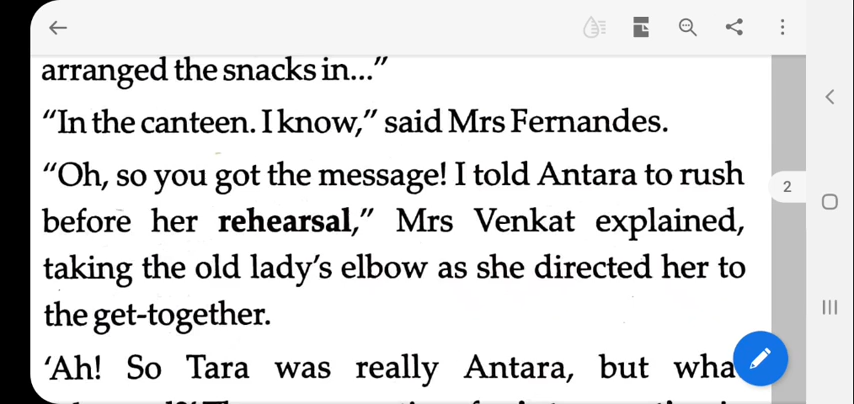 arranged the snacks in...”
“In the canteen. I know,” said Mrs Fernandes.
“Oh, so you got the message! I told Antara to rush
2
before her rehearsal,” Mrs Venkat explained,
taking the old lady’s elbow as she directed her to
the get-together.
‘Ah! So Tara was really Antara, but wha